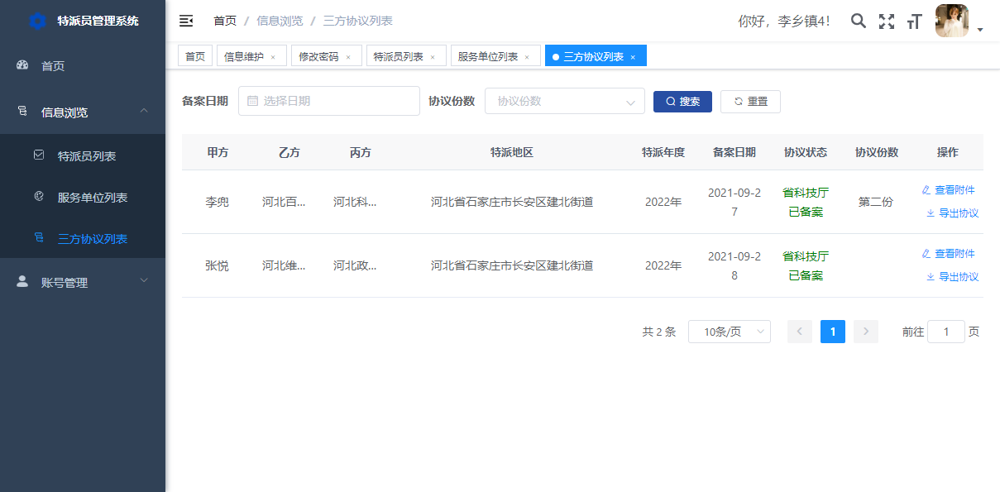 特派员管理系统
首页 / 信息浏览 / 三方协议列表
你好，李乡镇4！
首页
信息浏览
特派员列表
服务单位列表
三方协议列表
账号管理
首页 信息维护 × 修改密码 × 特派员列表 × 服务单位列表 × 三方协议列表 ×
备案日期 选择日期 协议份数 协议份数 搜索 重置
甲方 乙方 丙方 特派地区 特派年度 备案日期 协议状态 协议份数 操作
李兜 河北百... 河北科... 河北省石家庄市长安区建北街道 2022年 2021-09-2
7 省科技厅
已备案 第二份 查看附件
导出协议
张悦 河北维... 河北政... 河北省石家庄市长安区建北街道 2022年 2021-09-2
8 省科技厅
已备案 查看附件
导出协议
共 2 条 10条/页 1 前往 1 页